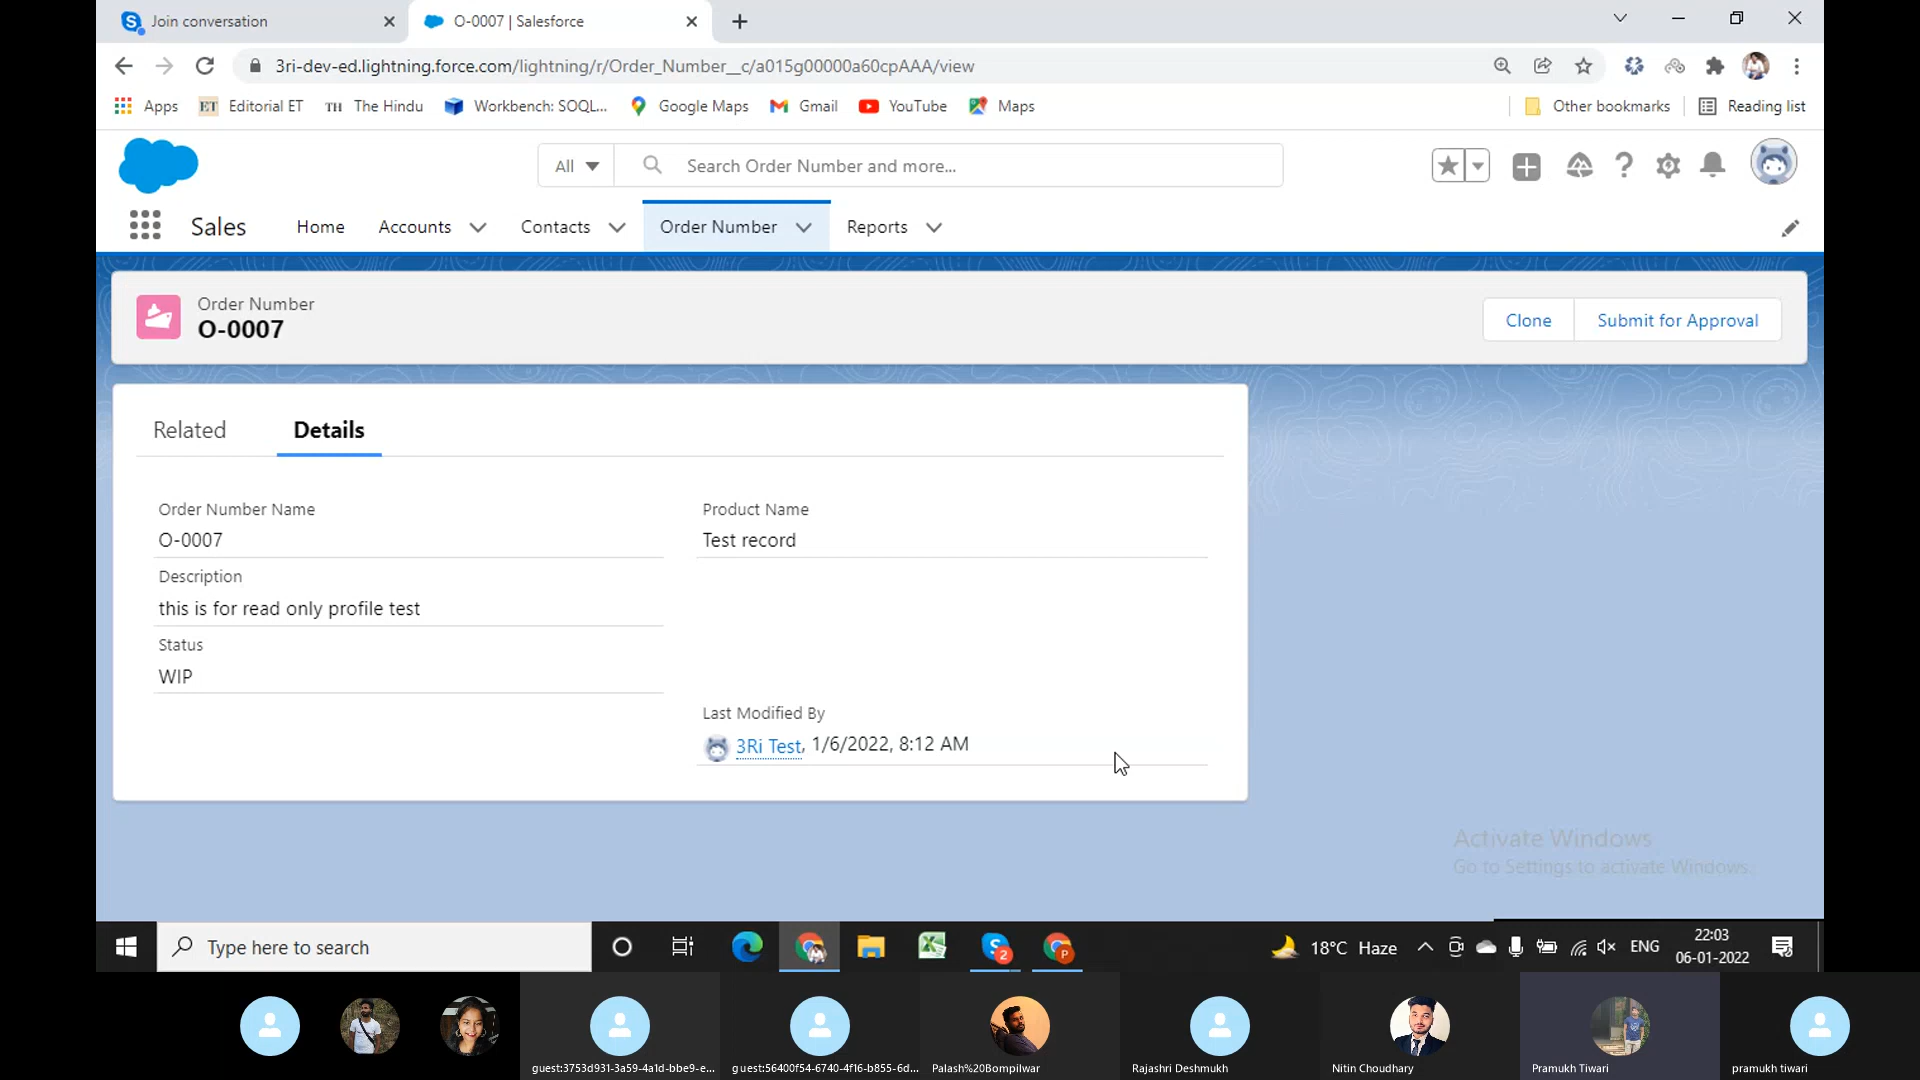 Join conversation
O-0007 | Salesforce
3ri-dev-ed.lightning.force.com/lightning/r/Order_Number__c/a015g00000a60cpAAA/view
Apps
ET Editorial ET
TH The Hindu
Workbench: SOQL...
Google Maps
Gmail
YouTube
Maps
Other bookmarks
Reading list
All
Search Order Number and more...
Sales
Home
Accounts
Contacts
Order Number
Reports
Order Number
O-0007
Clone
Submit for Approval
Related
Details
Order Number Name
O-0007
Product Name
Test record
Description
this is for read only profile test
Status
WIP
Last Modified By
3Ri Test, 1/6/2022, 8:12 AM
Activate Windows
Go to Settings to activate Windows.
Type here to search
2
P
18°C Haze
ENG
22:03
06-01-2022
guest:3753d931-3a59-4a1d-bbe9-e...
guest:56400f54-6740-4f16-b855-6d...
Palash%20Bompilwar
Rajashri Deshmukh
Nitin Choudhary
Pramukh Tiwari
pramukh tiwari